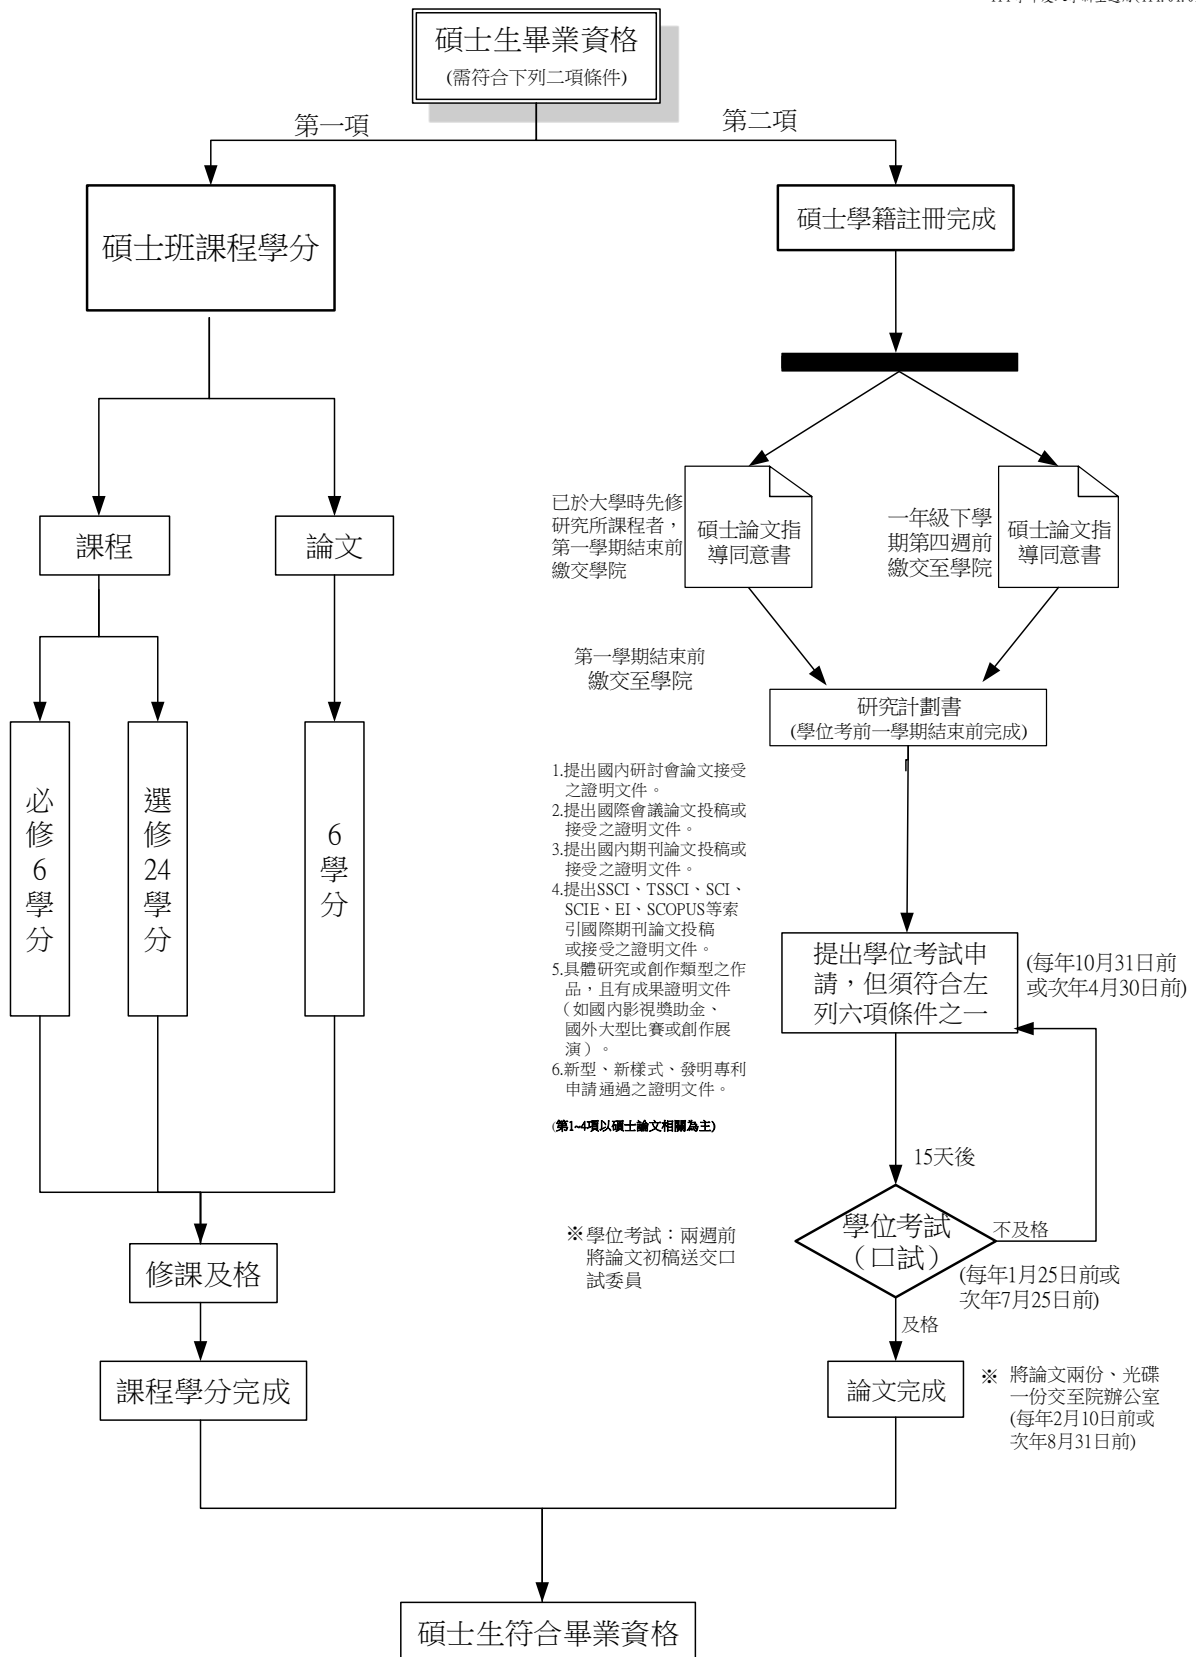 碩士生畢業資格
(需符合下列二項條件)
第一項
第二項
碩士班課程學分
碩士學籍註冊完成
課程
論文
已於大學時先修
研究所課程者，
第一學期結束前
繳交學院
碩士論文指
導同意書
一年級下學
期第四週前
繳交至學院
碩士論文指
導同意書
第一學期結束前
繳交至學院
研究計劃書
(學位考前一學期結束前完成)
必修6學分
選修24學分
6學分
1.提出國內研討會論文接受
之證明文件。
2.提出國際會議論文投稿或
接受之證明文件。
3.提出國內期刊論文投稿或
接受之證明文件。
4.提出SSCI、TSSCI、SCI、
SCIE、EI、SCOPUS等索
引國際期刊論文投稿
或接受之證明文件。
5.具體研究或創作類型之作
品，且有成果證明文件
（如國內影視獎助金、
國外大型比賽或創作展
演）。
6.新型、新樣式、發明專利
申請通過之證明文件。
(第1~4項以碩士論文相關為主)
提出學位考試申
請，但須符合左
列六項條件之一
(每年10月31日前
或次年4月30日前)
15天後
※學位考試：兩週前
將論文初稿送交口
試委員
學位考試
（口試）
不及格
(每年1月25日前或
次年7月25日前)
及格
修課及格
課程學分完成
論文完成
※ 將論文兩份、光碟
一份交至院辦公室
(每年2月10日前或
次年8月31日前)
碩士生符合畢業資格